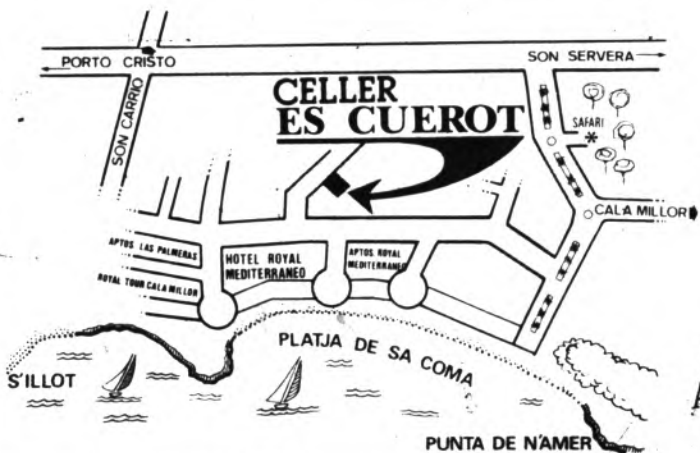 PORTO CRISTO
SON SERVERA
SON CARRIO
CELLER
ES CUEROT
SAFARI
CALA MILLOR
APTOS LAS PALMERAS
HOTEL ROYAL
MEDITERRANEO
APTOS. ROYAL
MEDITERRANEO
ROYAL TOUR CALA MILLOR
PLATJA DE SA COMA
S'ILLOT
PUNTA DE N'AMER